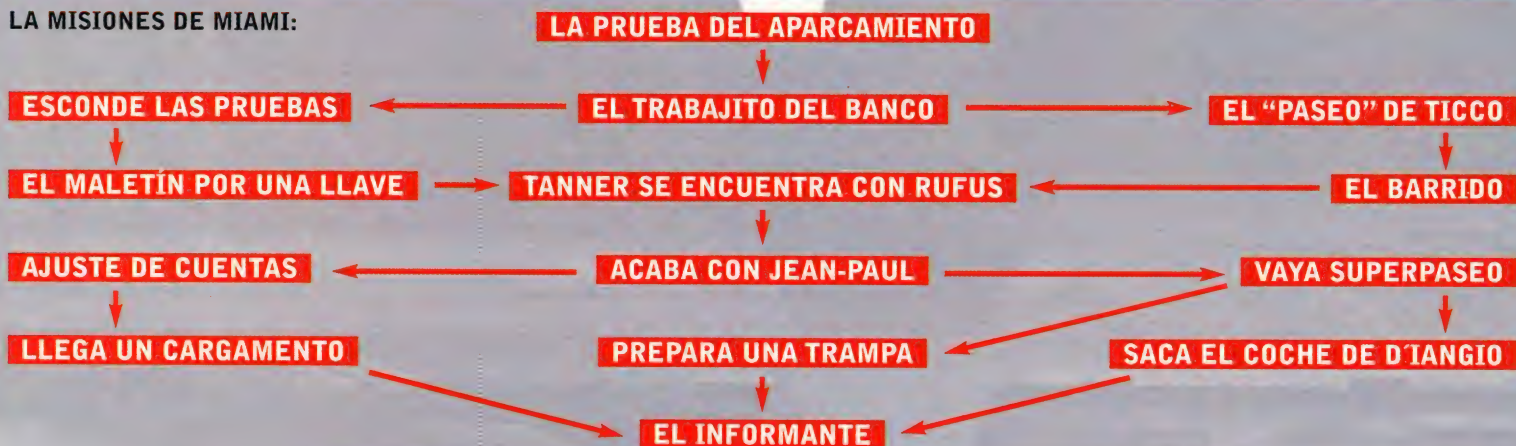 LA MISIONES DE MIAMI:
LA PRUEBA DEL APARCAMIENTO
ESCONDE LAS PRUEBAS
EL TRABAJITO DEL BANCO
EL “PASEO” DE TICCO
EL MALETÍN POR UNA LLAVE
TANNER SE ENCUENTRA CON RUFUS
EL BARRIDO
AJUSTE DE CUENTAS
ACABA CON JEAN-PAUL
VAYA SUPERPASEO
LLEGA UN CARGAMENTO
PREPARA UNA TRAMPA
SACA EL COCHE DE D´IANGIO
EL INFORMANTE